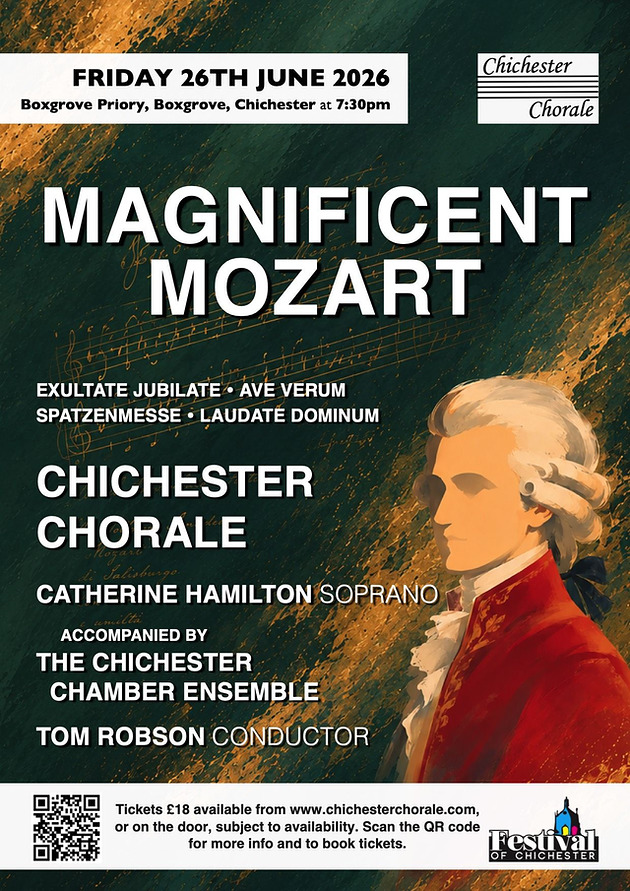 FRIDAY 26TH JUNE 2026
Boxgrove Priory, Boxgrove, Chichester at 7:30pm
Chichester
Chorale
MAGNIFICENT
MOZART
EXULTATE JUBILATE • AVE VERUM
SPATZENMESSE • LAUDATE DOMINUM
CHICHESTER
CHORALE
CATHERINE HAMILTON SOPRANO
ACCOMPANIED BY
THE CHICHESTER
CHAMBER ENSEMBLE
TOM ROBSON CONDUCTOR
Tickets £18 available from www.chichesterchorale.com,
or on the door, subject to availability. Scan the QR code
for more info and to book tickets.
Festival
OF CHICHESTER